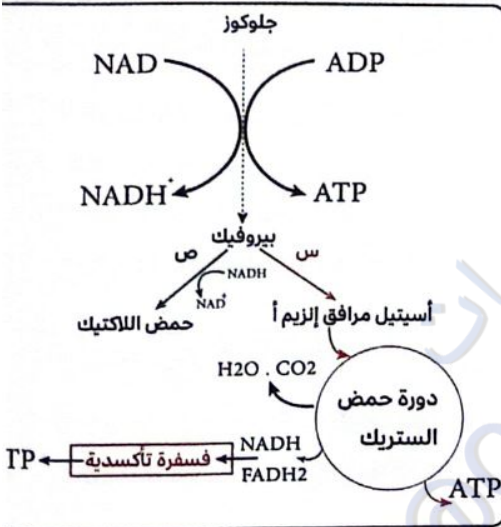 جلوكوز
NAD ADP
NADH+ ATP
بيروفيك
ص س
NADH
NAD+
حمض اللاكتيك أسيتيل مرافق إنزيم أ
H2O . CO2
دورة حمض
الستريك
NADH
FADH2
فسفرة تأكسدية
TP
ATP